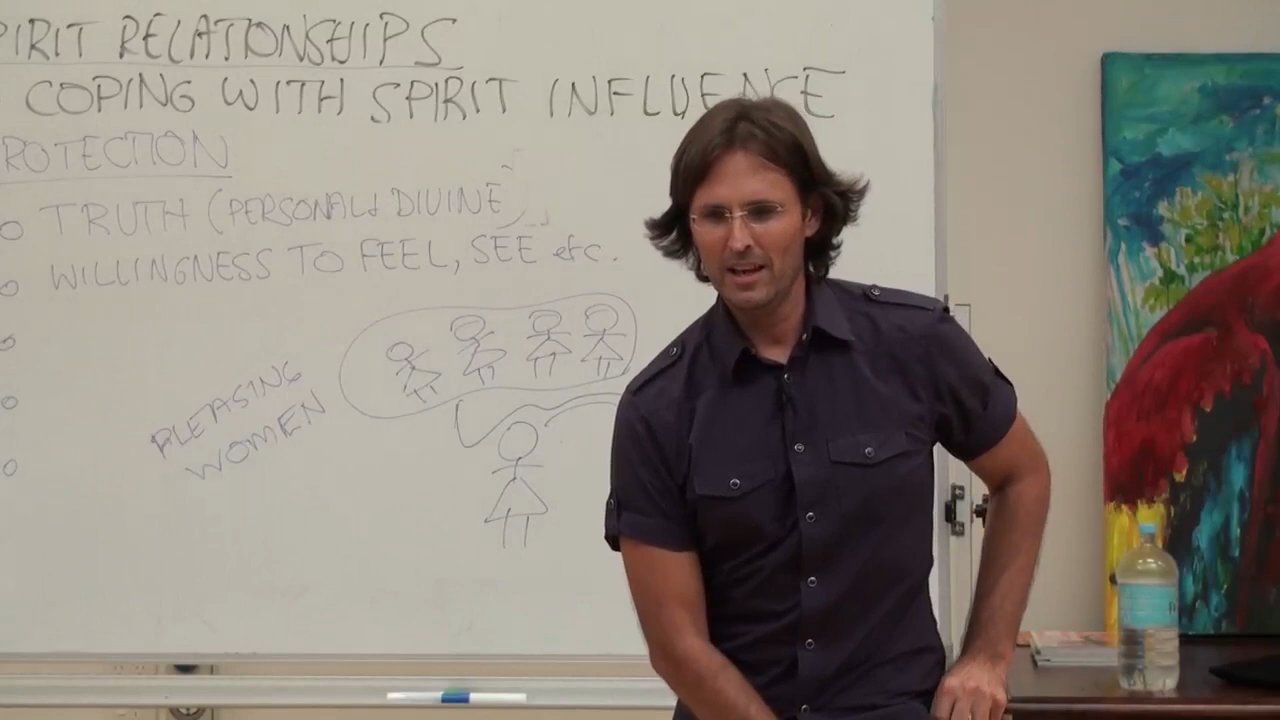 PIRIT RELATIONSHIPS
COPING WITH SPIRIT INFLUENCE
ROTECTION
TRUTH (PERSONAL & DIVINE)
WILLINGNESS TO FEEL, SEE etc.
PLEASING
WOMEN